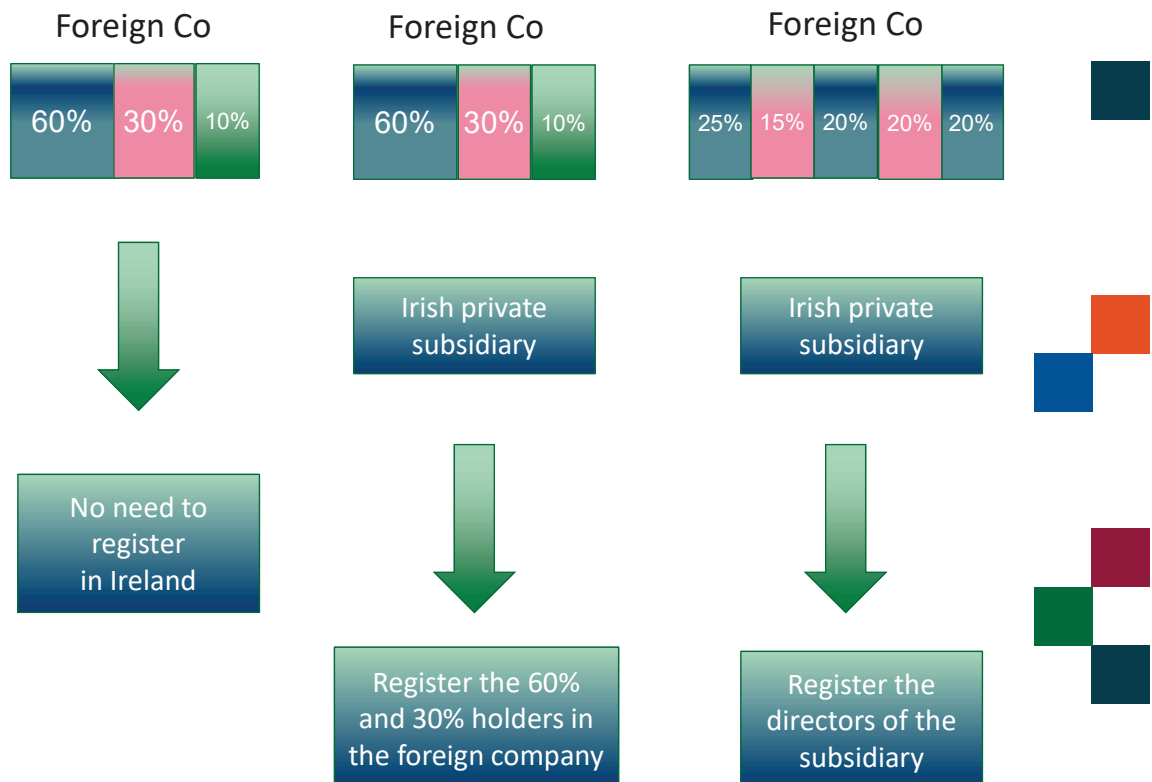 Foreign Co
60% 30% 10%
No need to
register
in Ireland
Foreign Co
60% 30% 10%
Irish private
subsidiary
Register the 60%
and 30% holders in
the foreign company
Foreign Co
25% 15% 20% 20% 20%
Irish private
subsidiary
Register the
directors of the
subsidiary